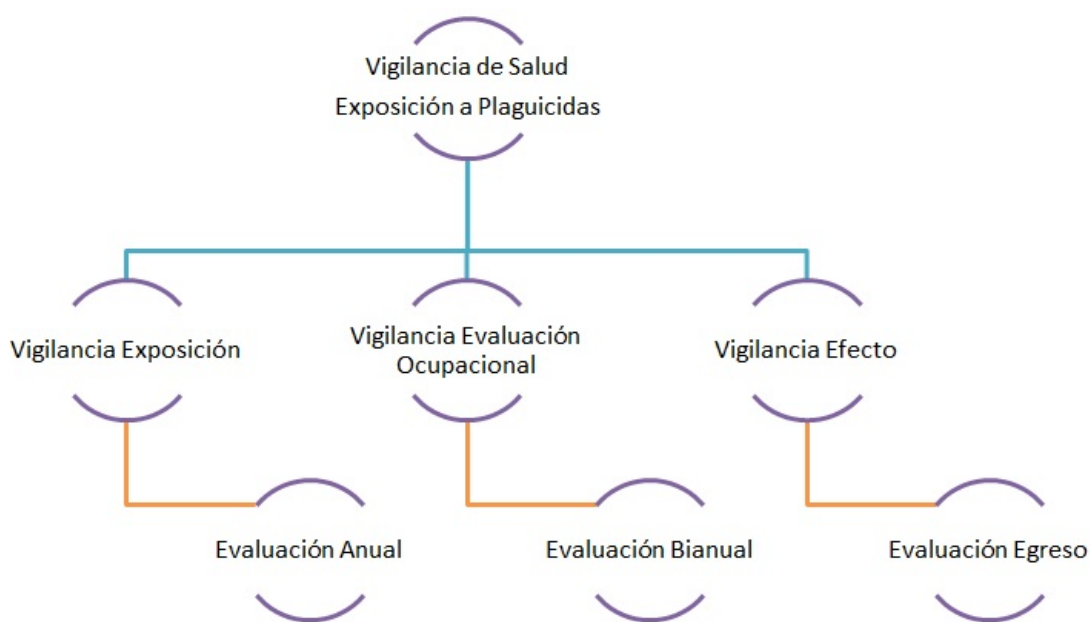 Vigilancia de Salud
Exposición a Plaguicidas
Vigilancia Exposición
Vigilancia Evaluación
Ocupacional
Vigilancia Efecto
Evaluación Anual
Evaluación Bianual
Evaluación Egreso